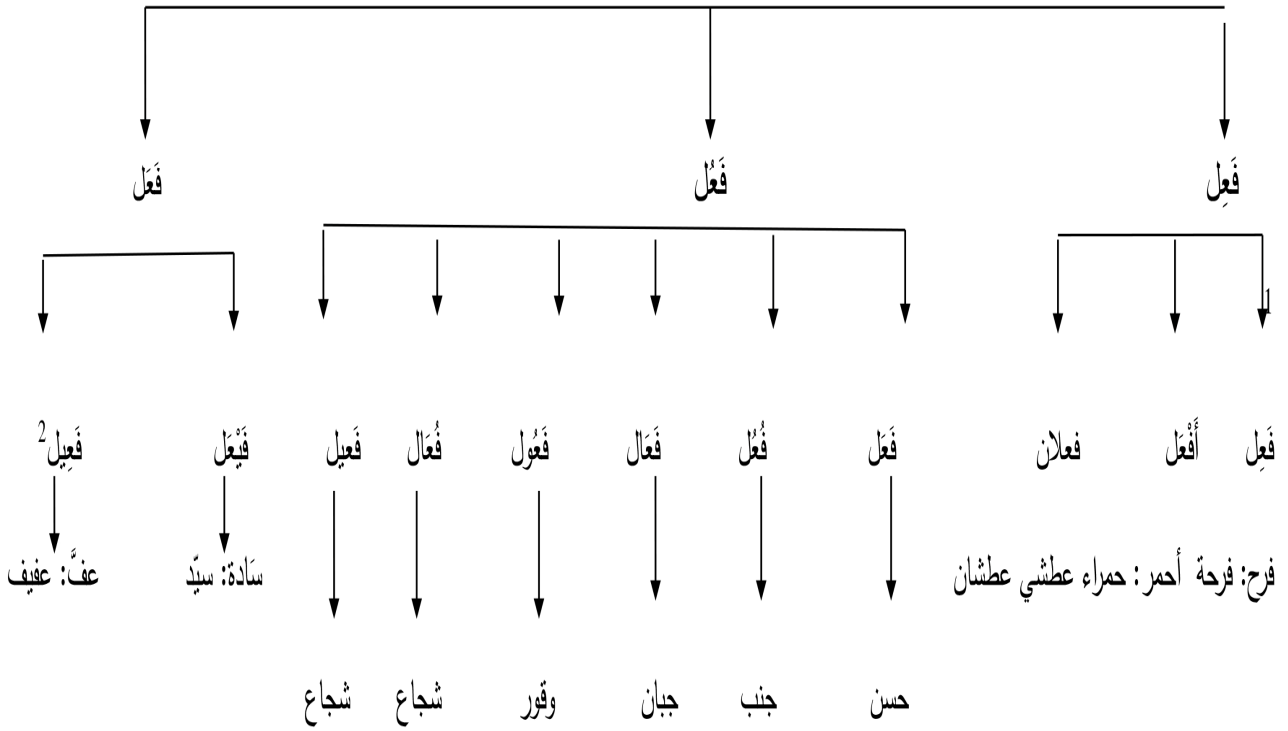 فَعِل فَعُل فَعَل
1
فَعِل أَفْعَل فعلان فَعَل فُعُل فَعَال فَعُول فُعَال فَعيل فَيْعَل فَعِيل2
فرح: فرحة أحمر: حمراء عطشي عطشان سَادة: سيّد عفَّ: عفيف
حسن جنب جبان وقور شجاع شجاع